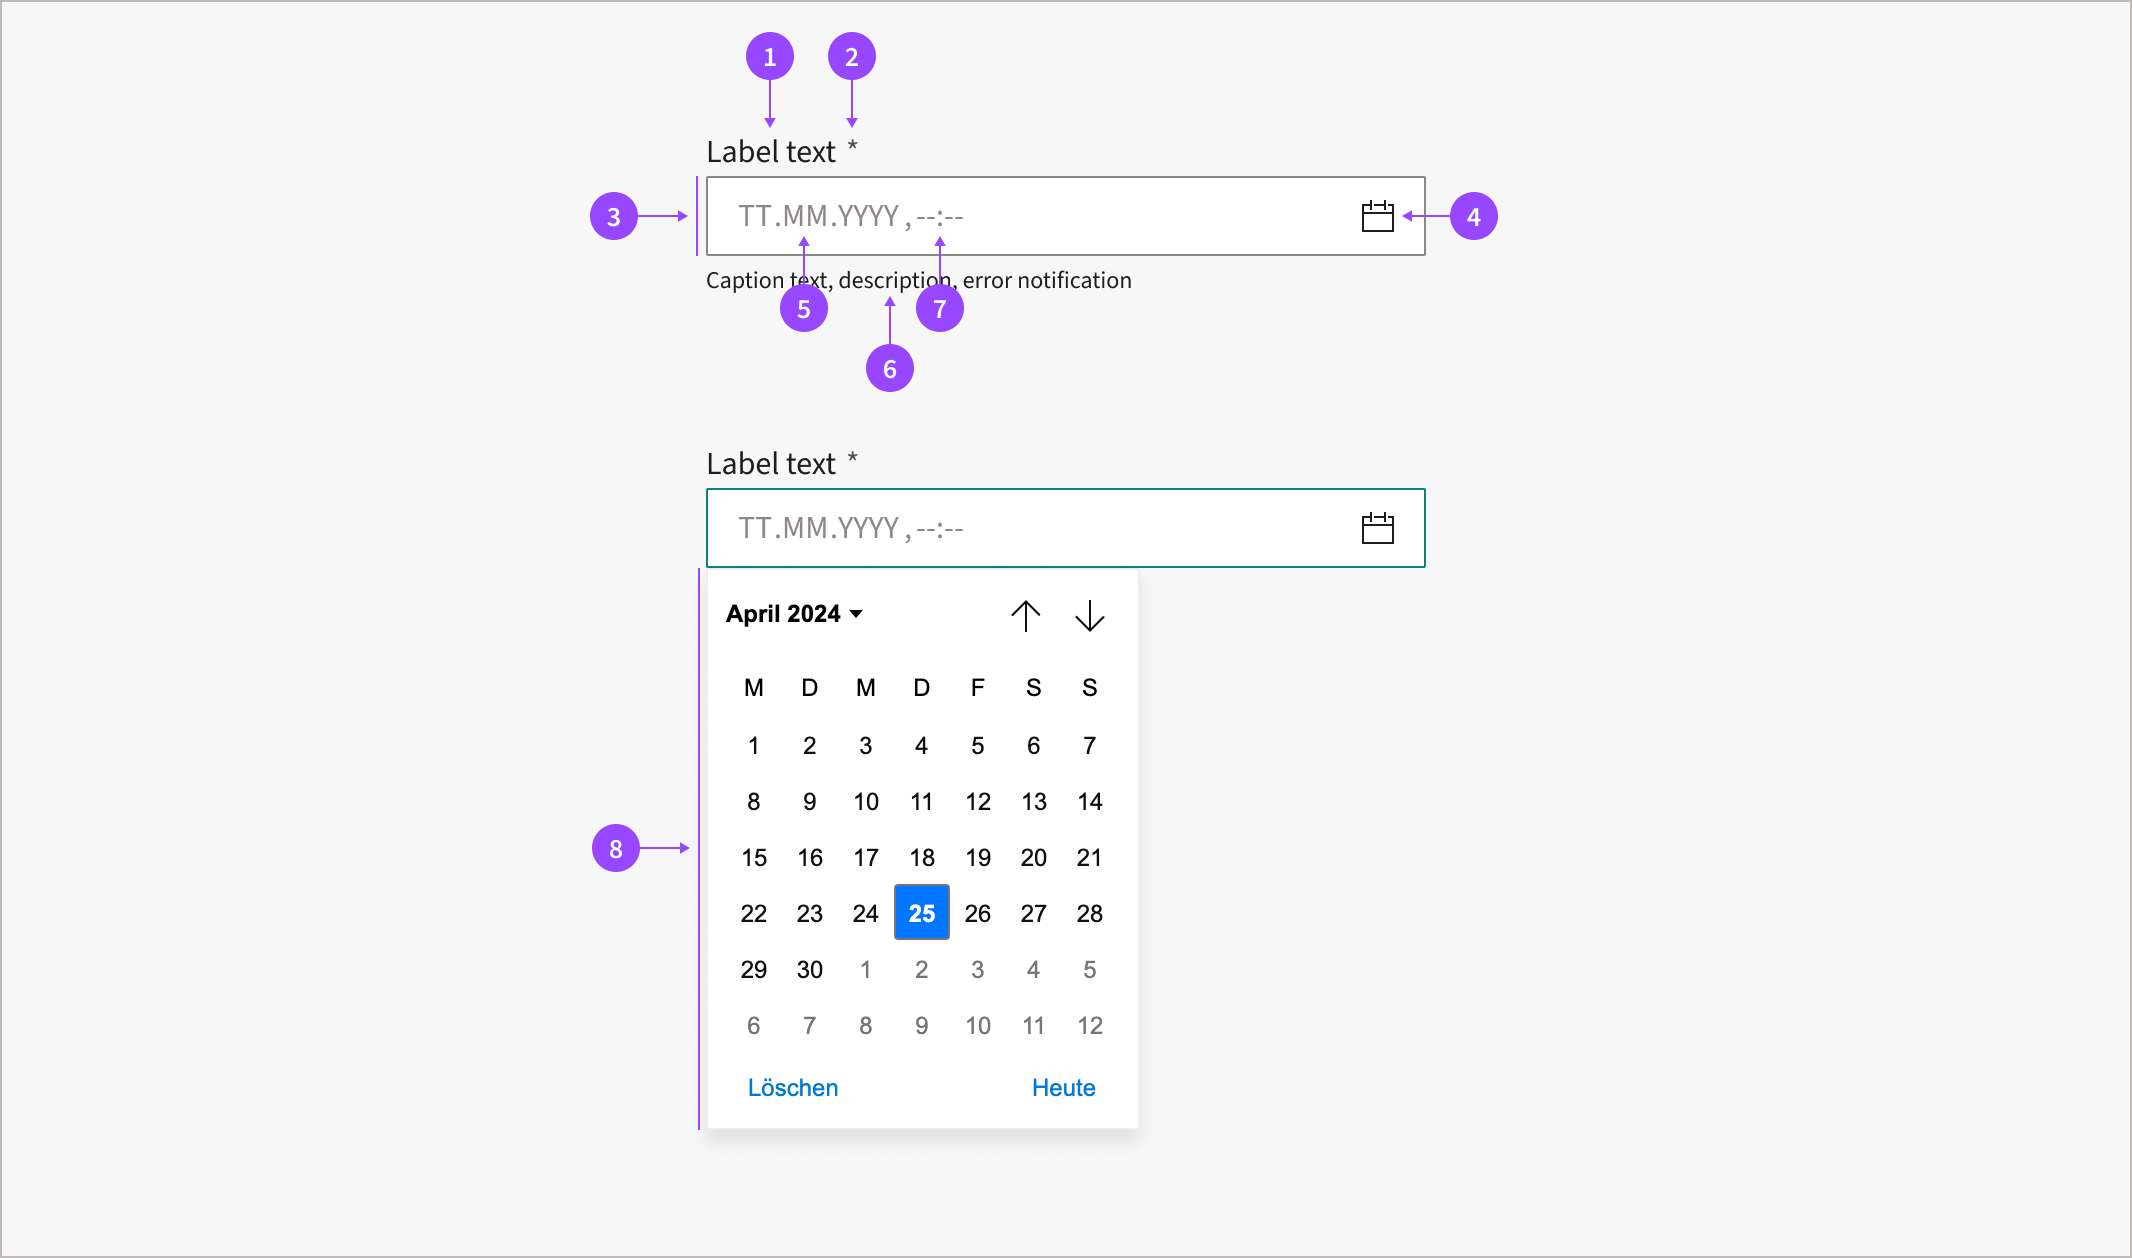 1 2
Label text *
3 TT.MM.YYYY, --:-- 4
Caption text, description, error notification
5 7
6
Label text *
TT.MM.YYYY, --:--
April 2024
M D M D F S S
1 2 3 4 5 6 7
8 9 10 11 12 13 14
15 16 17 18 19 20 21
8
22 23 24 25 26 27 28
29 30 1 2 3 4 5
6 7 8 9 10 11 12
Löschen Heute